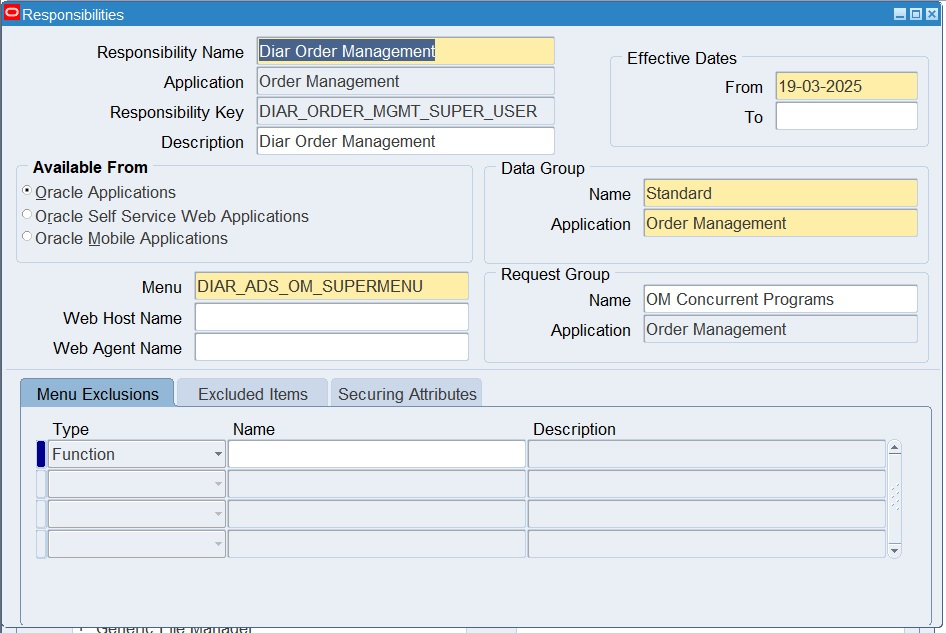 Responsibilities
Responsibility Name Diar Order Management
Application Order Management
Responsibility Key DIAR_ORDER_MGMT_SUPER_USER
Description Diar Order Management
Effective Dates
From 19-03-2025
To
Available From
Oracle Applications
Oracle Self Service Web Applications
Oracle Mobile Applications
Data Group
Name Standard
Application Order Management
Menu DIAR_ADS_OM_SUPERMENU
Web Host Name
Web Agent Name
Request Group
Name OM Concurrent Programs
Application Order Management
Menu Exclusions Excluded Items Securing Attributes
Type Name Description
Function
Generic File Manager